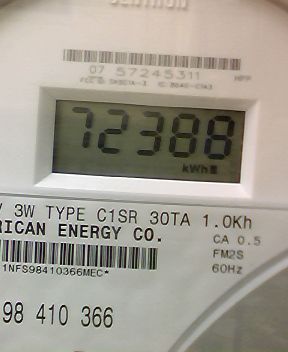 CENTRON
07 57245311
72388
kWh
V 3W TYPE C1SR 30TA 1.0Kh
RICAN ENERGY CO.
CA 0.5
FM2S
60Hz
1NFS98410366MEC*
98 410 366